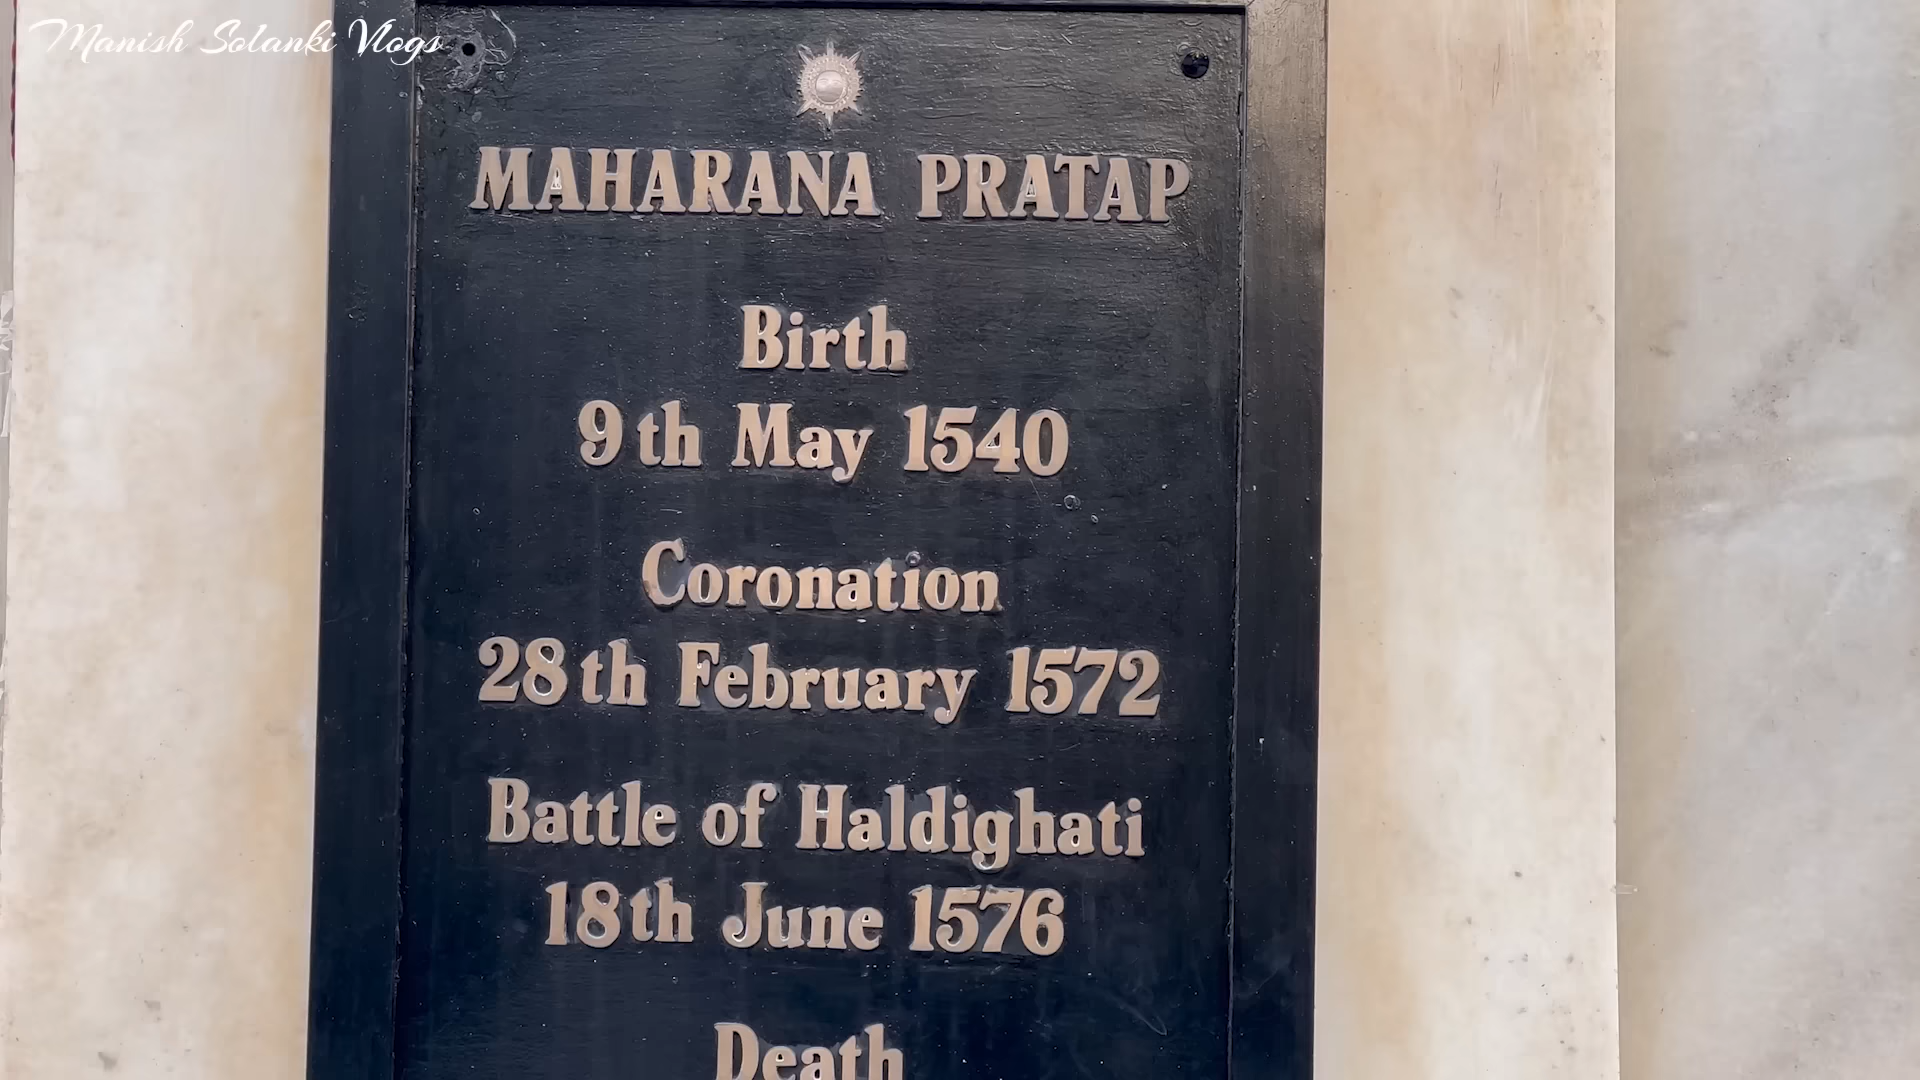 Manish Solanki Vlogs
MAHARANA PRATAP
Birth
9th May 1540
Coronation
28th February 1572
Battle of Haldighati
18th June 1576
Death